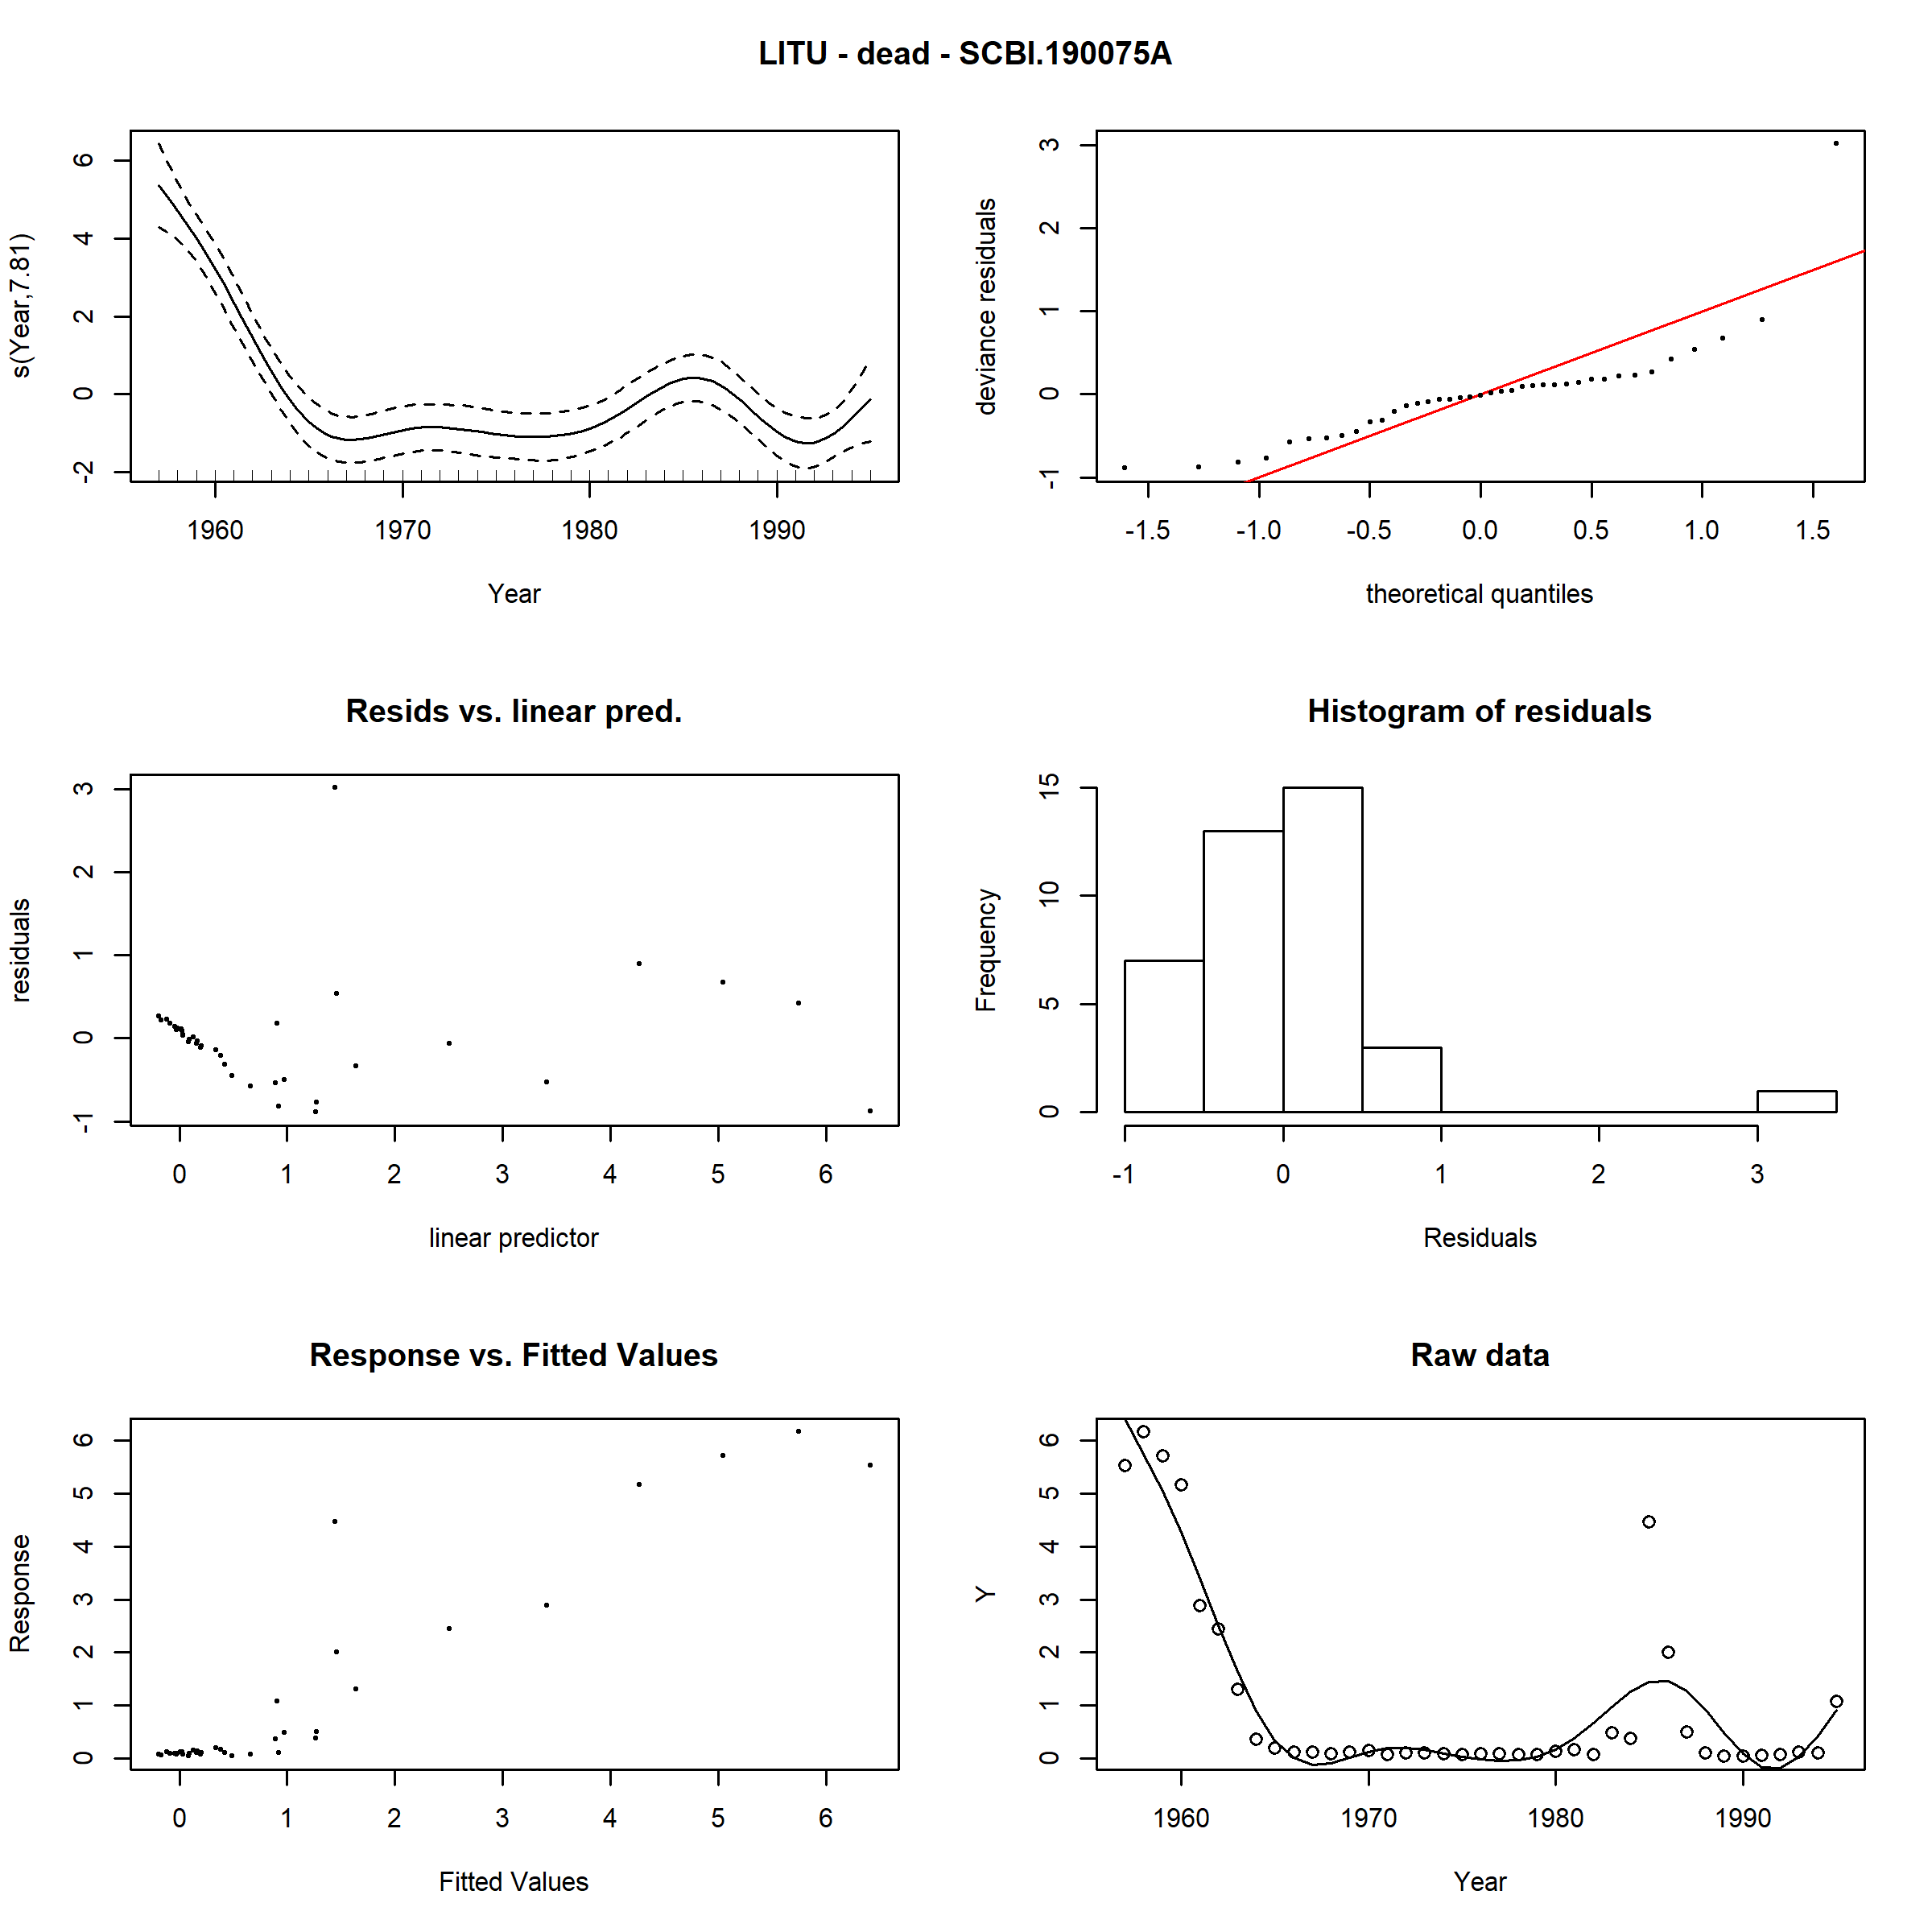 LITU - dead - SCBI.190075A
s(Year,7.81)
6
4
2
0
-2
1960 1970 1980 1990
Year
deviance residuals
3
2
1
0
-1
-1.5 -1.0 -0.5 0.0 0.5 1.0 1.5
theoretical quantiles
Resids vs. linear pred.
residuals
3
2
1
0
-1
0 1 2 3 4 5 6
linear predictor
Histogram of residuals
Frequency
15
10
5
0
-1 0 1 2 3
Residuals
Response vs. Fitted Values
Response
6
5
4
3
2
1
0
0 1 2 3 4 5 6
Fitted Values
Raw data
Y
6
5
4
3
2
1
0
1960 1970 1980 1990
Year